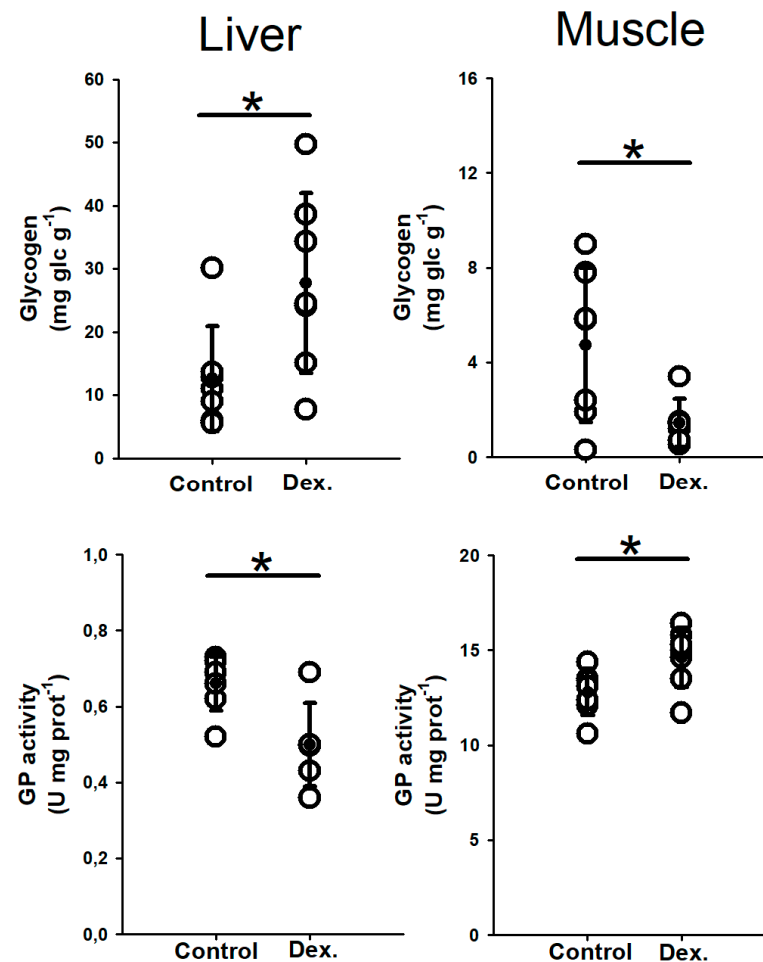 Liver
Muscle
60
50
40
30
20
10
0
Glycogen
(mg glc g-1)
*
Control
Dex.
16
12
8
4
0
Glycogen
(mg glc g-1)
*
Control
Dex.
1,0
0,8
0,6
0,4
0,2
0,0
GP activity
(U mg prot-1)
*
Control
Dex.
20
15
10
5
0
GP activity
(U mg prot-1)
*
Control
Dex.